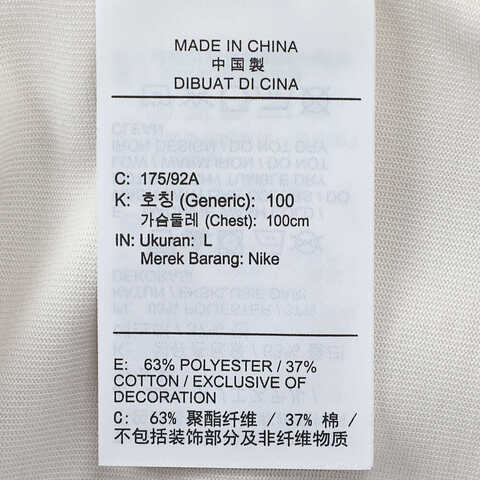 MADE IN CHINA
中国製
DIBUAT DI CINA
C: 175/92A
K: 호칭 (Generic): 100
가슴둘레 (Chest): 100cm
IN: Ukuran: L
Merek Barang: Nike
E: 63% POLYESTER / 37%
COTTON / EXCLUSIVE OF
DECORATION
C: 63% 聚酯纤维 / 37% 棉 /
不包括装饰部分及非纤维物质